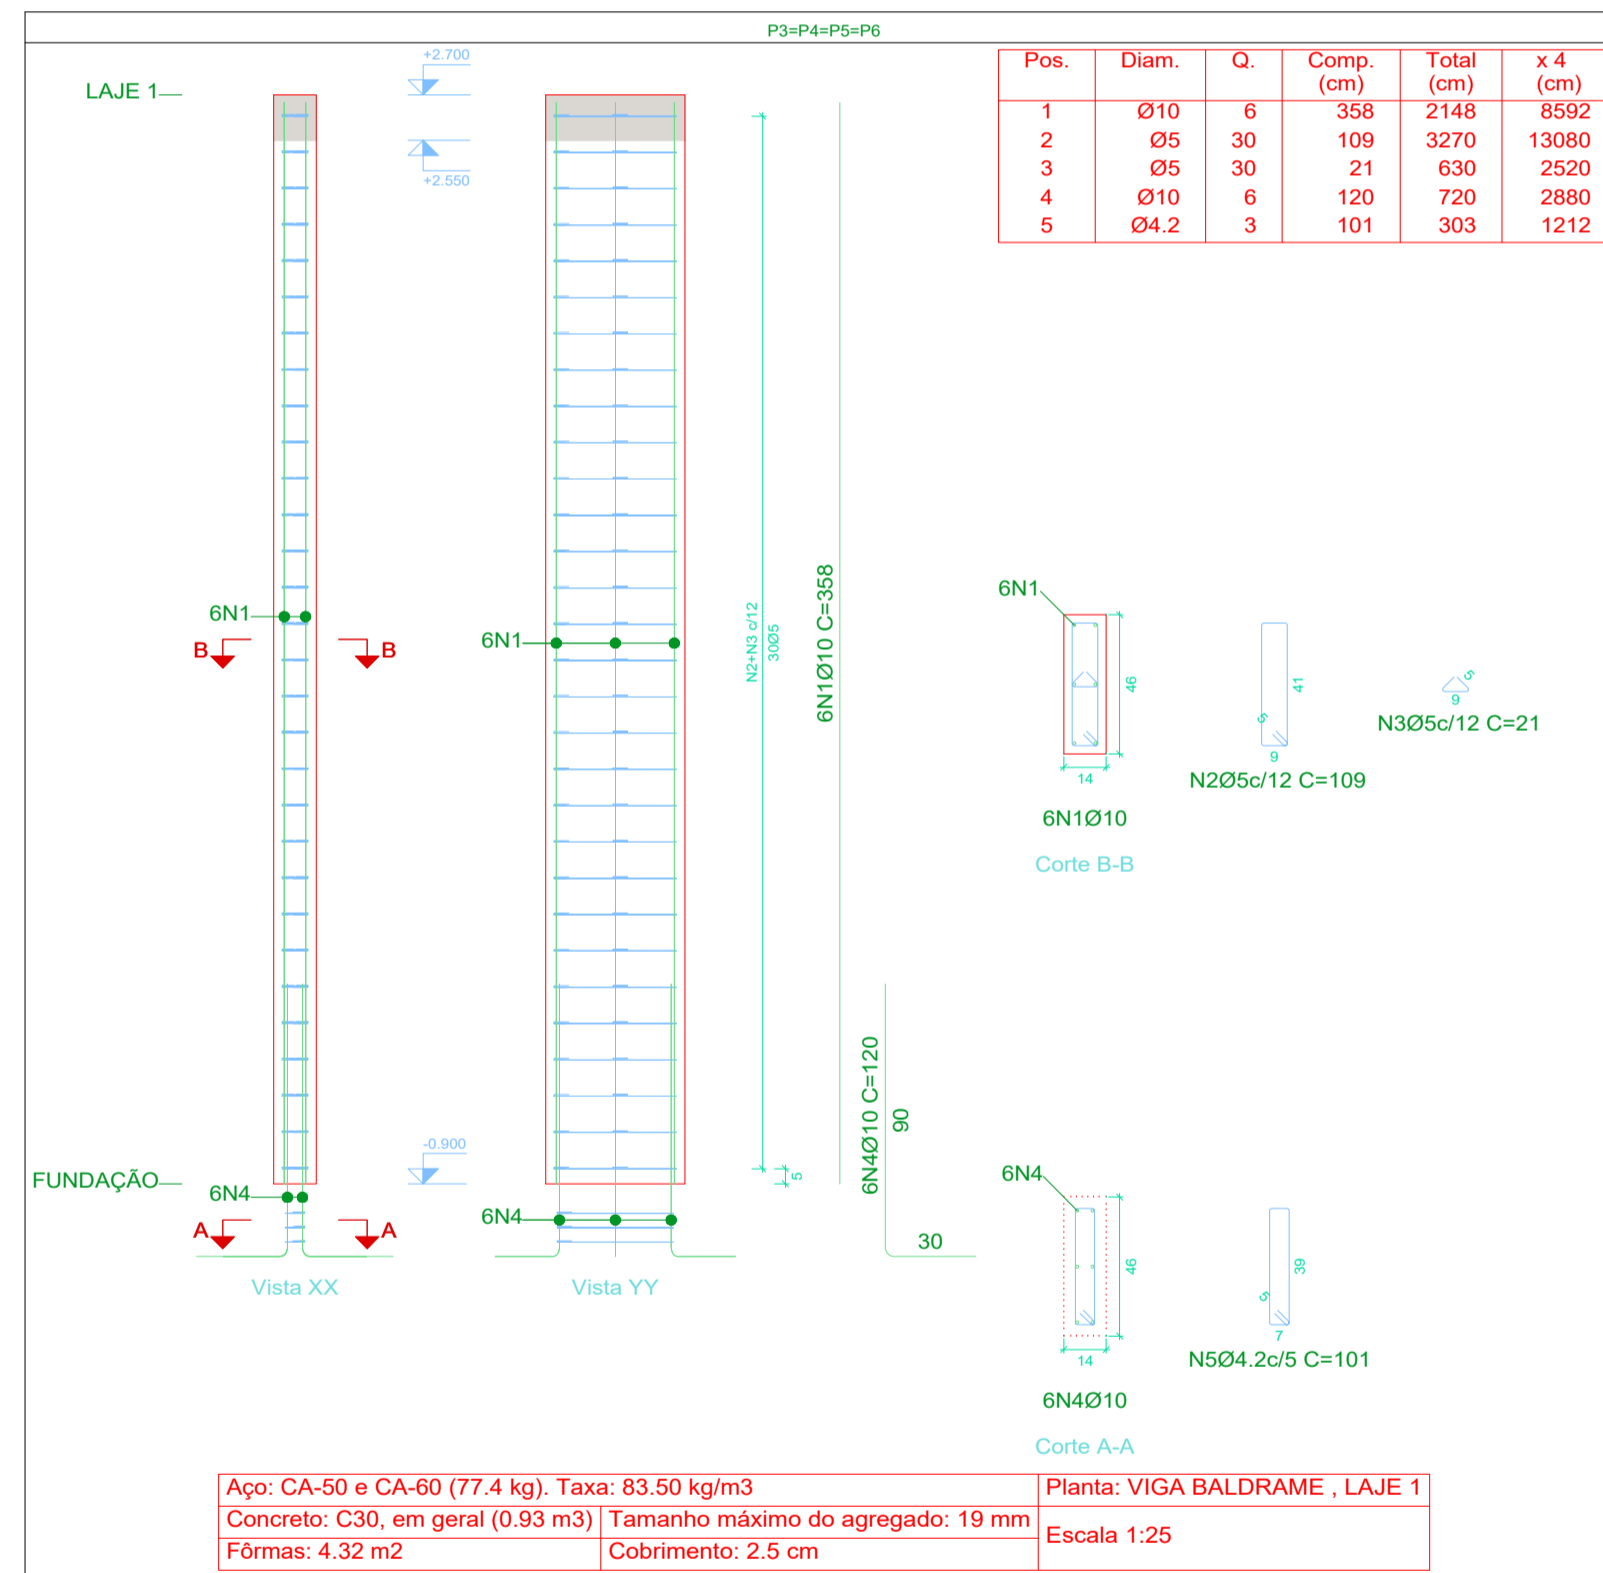 P3=P4=P5=P6
Pos. Diam. Q. Comp. (cm) Total (cm) x 4 (cm)
1 Ø10 6 358 2148 8592
2 Ø5 30 109 3270 13080
3 Ø5 30 21 630 2520
4 Ø10 6 120 720 2880
5 Ø4.2 3 101 303 1212
LAJE 1
+2.700
+2.550
6N1
B B
6N1
N2+N3 c/12
30Ø5
6N1Ø10 C=358
6N1
46
14
6N1Ø10
Corte B-B
41
5
9
N2Ø5c/12 C=109
5
9
N3Ø5c/12 C=21
FUNDAÇÃO
-0.900
5
6N4
A A
6N4
Vista XX
Vista YY
6N4Ø10 C=120
90
30
6N4
46
14
6N4Ø10
Corte A-A
39
5
7
N5Ø4.2c/5 C=101
Aço: CA-50 e CA-60 (77.4 kg). Taxa: 83.50 kg/m3
Planta: VIGA BALDRAME , LAJE 1
Concreto: C30, em geral (0.93 m3)
Tamanho máximo do agregado: 19 mm
Escala 1:25
Fôrmas: 4.32 m2
Cobrimento: 2.5 cm